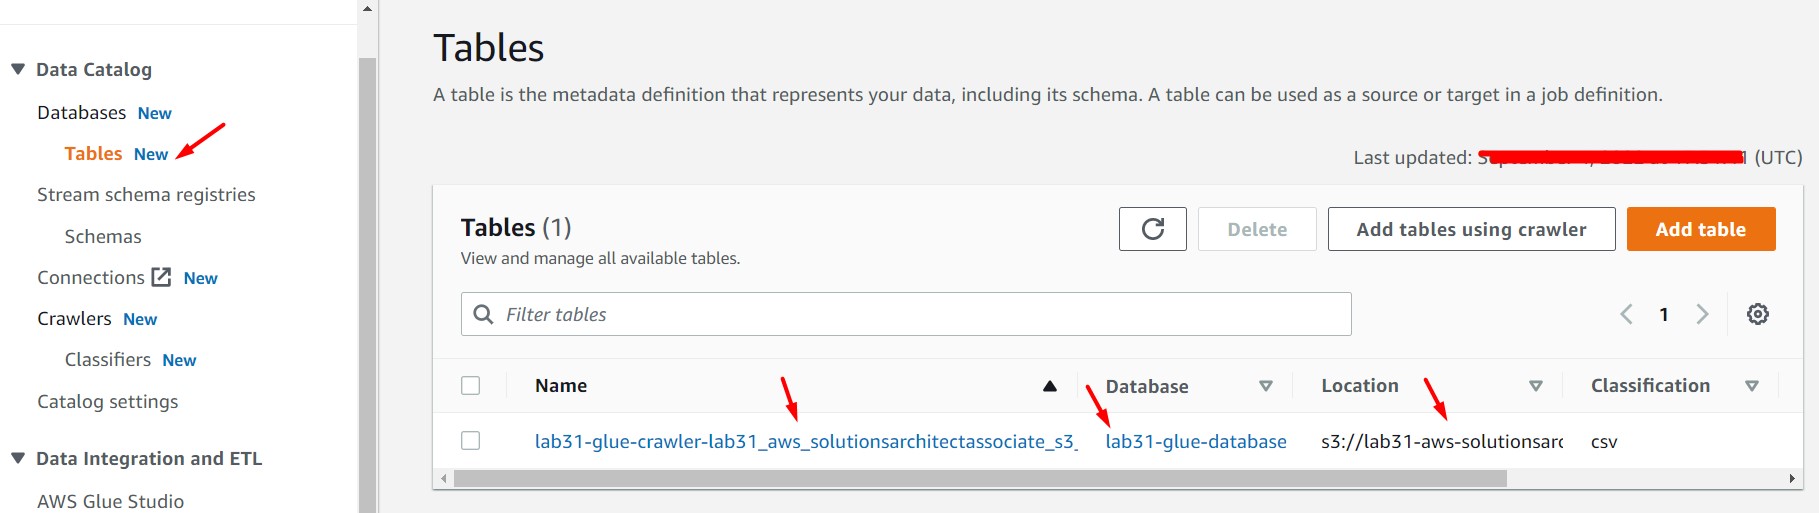 Data Catalog
Databases New
Tables New
Stream schema registries
Schemas
Connections New
Crawlers New
Classifiers New
Catalog settings
Data Integration and ETL
AWS Glue Studio
Tables
A table is the metadata definition that represents your data, including its schema. A table can be used as a source or target in a job definition.
Last updated: (UTC)
Tables (1)
View and manage all available tables.
Delete
Add tables using crawler
Add table
Filter tables
1
Name Database Location Classification
lab31-glue-crawler-lab31_aws_solutionsarchitectassociate_s3_ lab31-glue-database s3://lab31-aws-solutionsarc csv